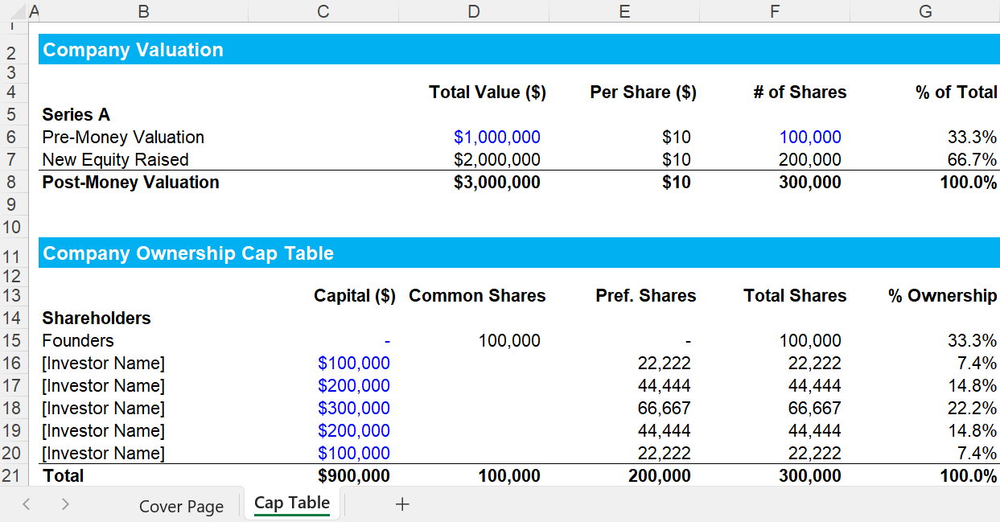 A B C D E F G
1
2 Company Valuation
3
4 Total Value ($) Per Share ($) # of Shares % of Total
5 Series A
6 Pre-Money Valuation $1,000,000 $10 100,000 33.3%
7 New Equity Raised $2,000,000 $10 200,000 66.7%
8 Post-Money Valuation $3,000,000 $10 300,000 100.0%
9
10
11 Company Ownership Cap Table
12
13 Capital ($) Common Shares Pref. Shares Total Shares % Ownership
14 Shareholders
15 Founders - 100,000 - 100,000 33.3%
16 [Investor Name] $100,000 22,222 22,222 7.4%
17 [Investor Name] $200,000 44,444 44,444 14.8%
18 [Investor Name] $300,000 66,667 66,667 22.2%
19 [Investor Name] $200,000 44,444 44,444 14.8%
20 [Investor Name] $100,000 22,222 22,222 7.4%
21 Total $900,000 100,000 200,000 300,000 100.0%
Cover Page Cap Table +